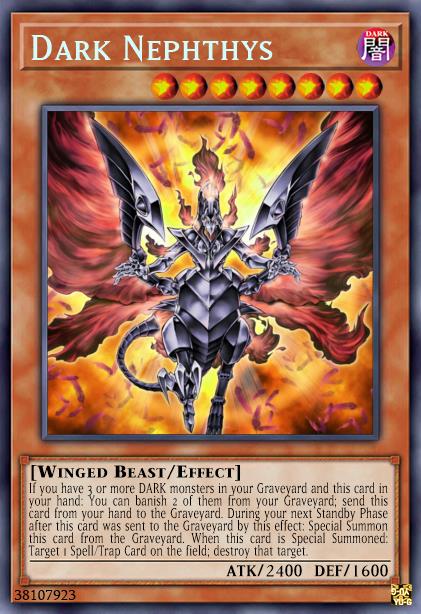 DARK NEPHTHYS
DARK
闇
[WINGED BEAST/EFFECT]
If you have 3 or more DARK monsters in your Graveyard and this card in
your hand: You can banish 2 of them from your Graveyard; send this
card from your hand to the Graveyard. During your next Standby Phase
after this card was sent to the Graveyard by this effect: Special Summon
this card from the Graveyard. When this card is Special Summoned:
Target 1 Spell/Trap Card on the field; destroy that target.
ATK/2400 DEF/1600
38107923